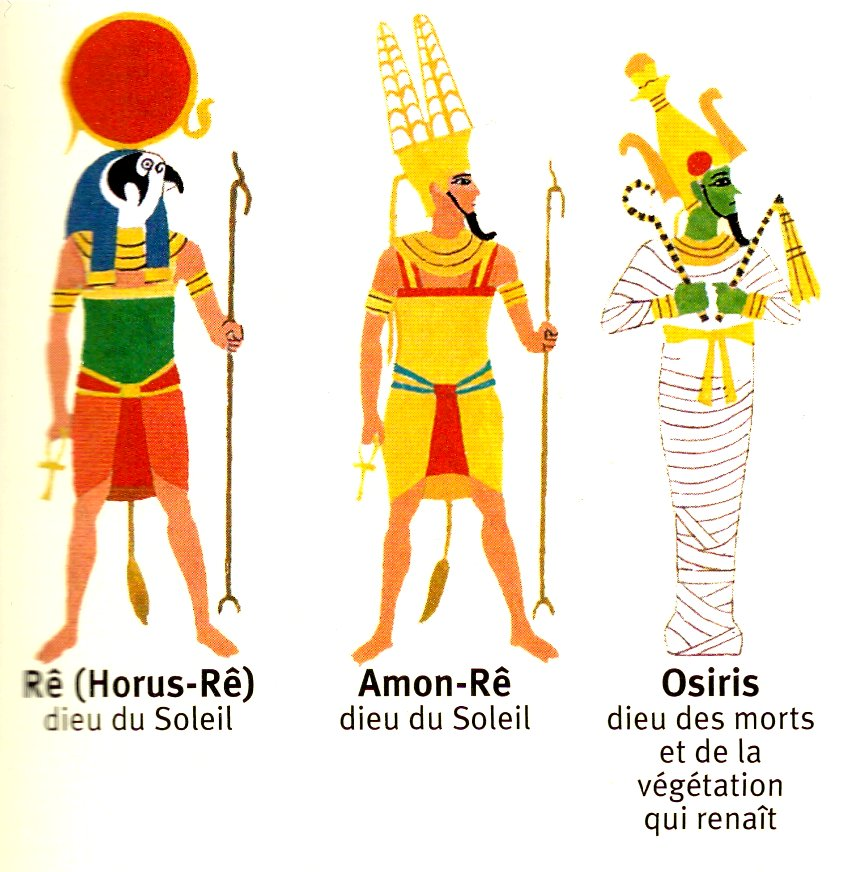 Rê (Horus-Rê)
dieu du Soleil
Amon-Rê
dieu du Soleil
Osiris
dieu des morts
et de la
végétation
qui renaît